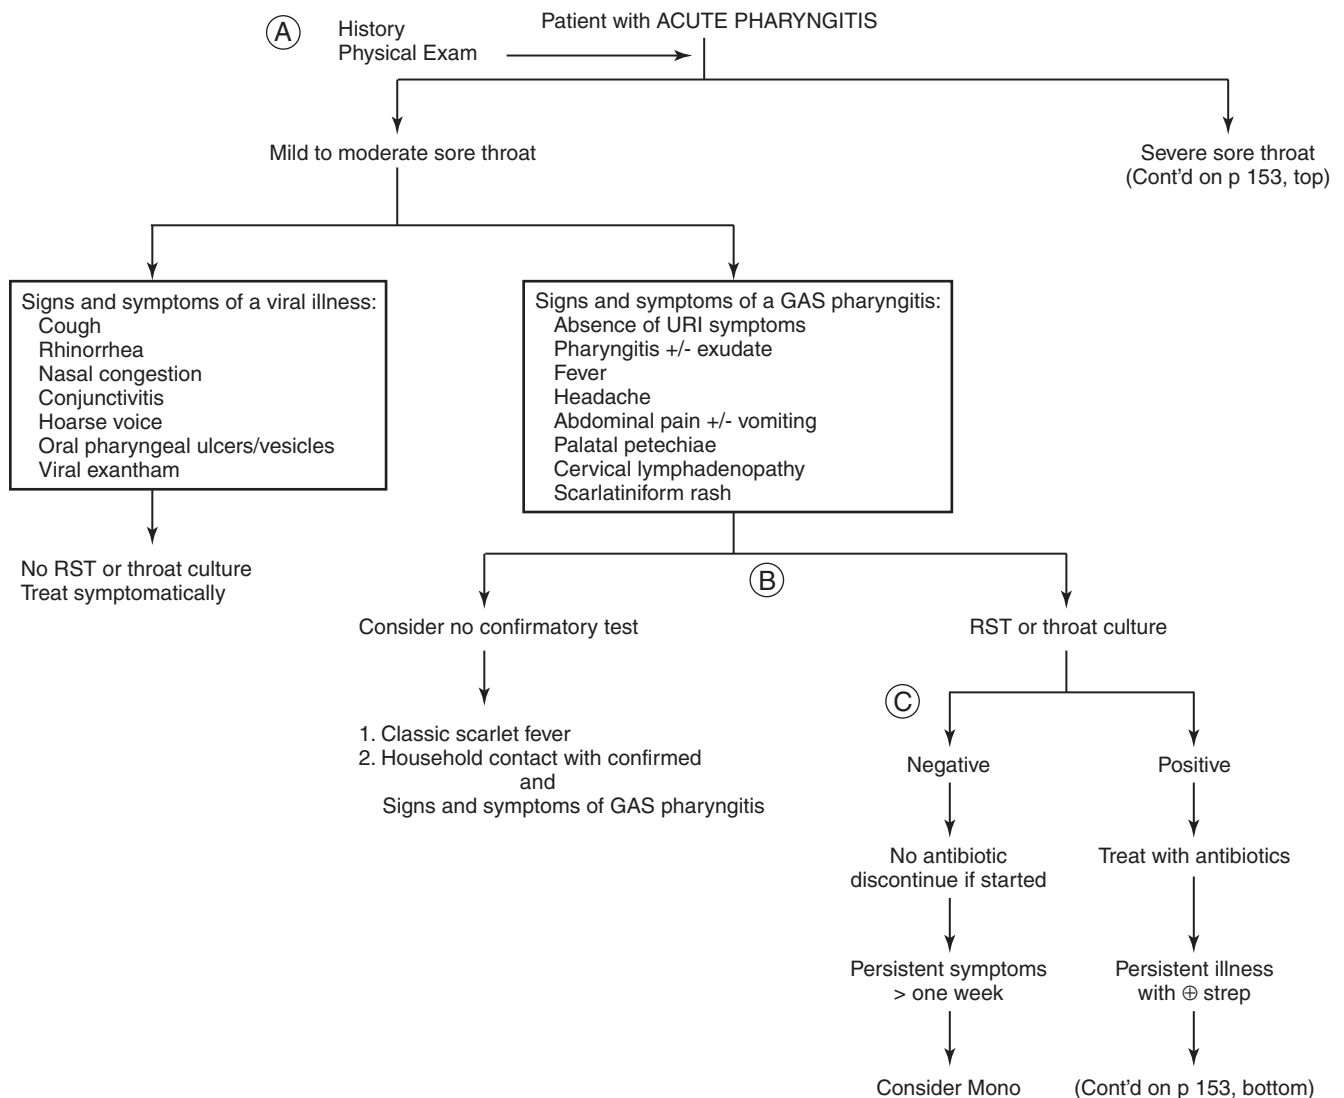 Patient with ACUTE PHARYNGITIS
A
History
Physical Exam
Mild to moderate sore throat
Severe sore throat
(Cont'd on p 153, top)
Signs and symptoms of a viral illness:
Cough
Rhinorrhea
Nasal congestion
Conjunctivitis
Hoarse voice
Oral pharyngeal ulcers/vesicles
Viral exantham
Signs and symptoms of a GAS pharyngitis:
Absence of URI symptoms
Pharyngitis +/- exudate
Fever
Headache
Abdominal pain +/- vomiting
Palatal petechiae
Cervical lymphadenopathy
Scarlatiniform rash
No RST or throat culture
Treat symptomatically
B
Consider no confirmatory test
RST or throat culture
1. Classic scarlet fever
2. Household contact with confirmed
and
Signs and symptoms of GAS pharyngitis
C
Negative
Positive
No antibiotic
discontinue if started
Treat with antibiotics
Persistent symptoms
> one week
Persistent illness
with ⊕ strep
Consider Mono
(Cont'd on p 153, bottom)